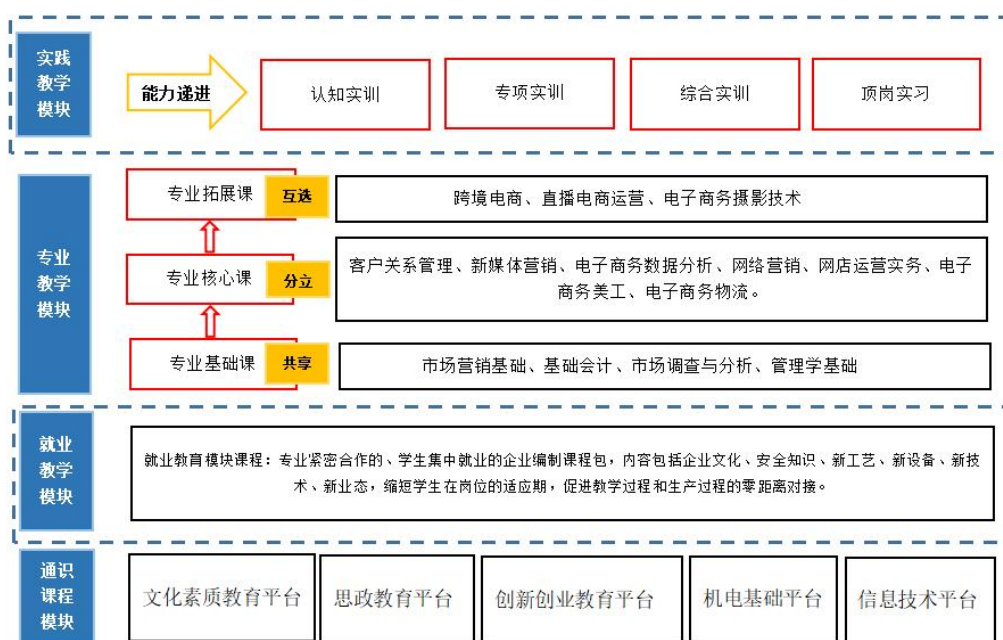 实践
教学
模块
能力递进
认知实训
专项实训
综合实训
顶岗实习
专业
教学
模块
专业拓展课
互选
跨境电商、直播电商运营、电子商务摄影技术
专业核心课
分立
客户关系管理、新媒体营销、电子商务数据分析、网络营销、网店运营实务、电子
商务美工、电子商务物流。
专业基础课
共享
市场营销基础、基础会计、市场调查与分析、管理学基础
就业
教学
模块
就业教育模块课程：专业紧密合作的、学生集中就业的企业编制课程包，内容包括企业文化、安全知识、新工艺、新设备、新技
术、新业态，缩短学生在岗位的适应期，促进教学过程和生产过程的零距离对接。
通识
课程
模块
文化素质教育平台
思政教育平台
创新创业教育平台
机电基础平台
信息技术平台